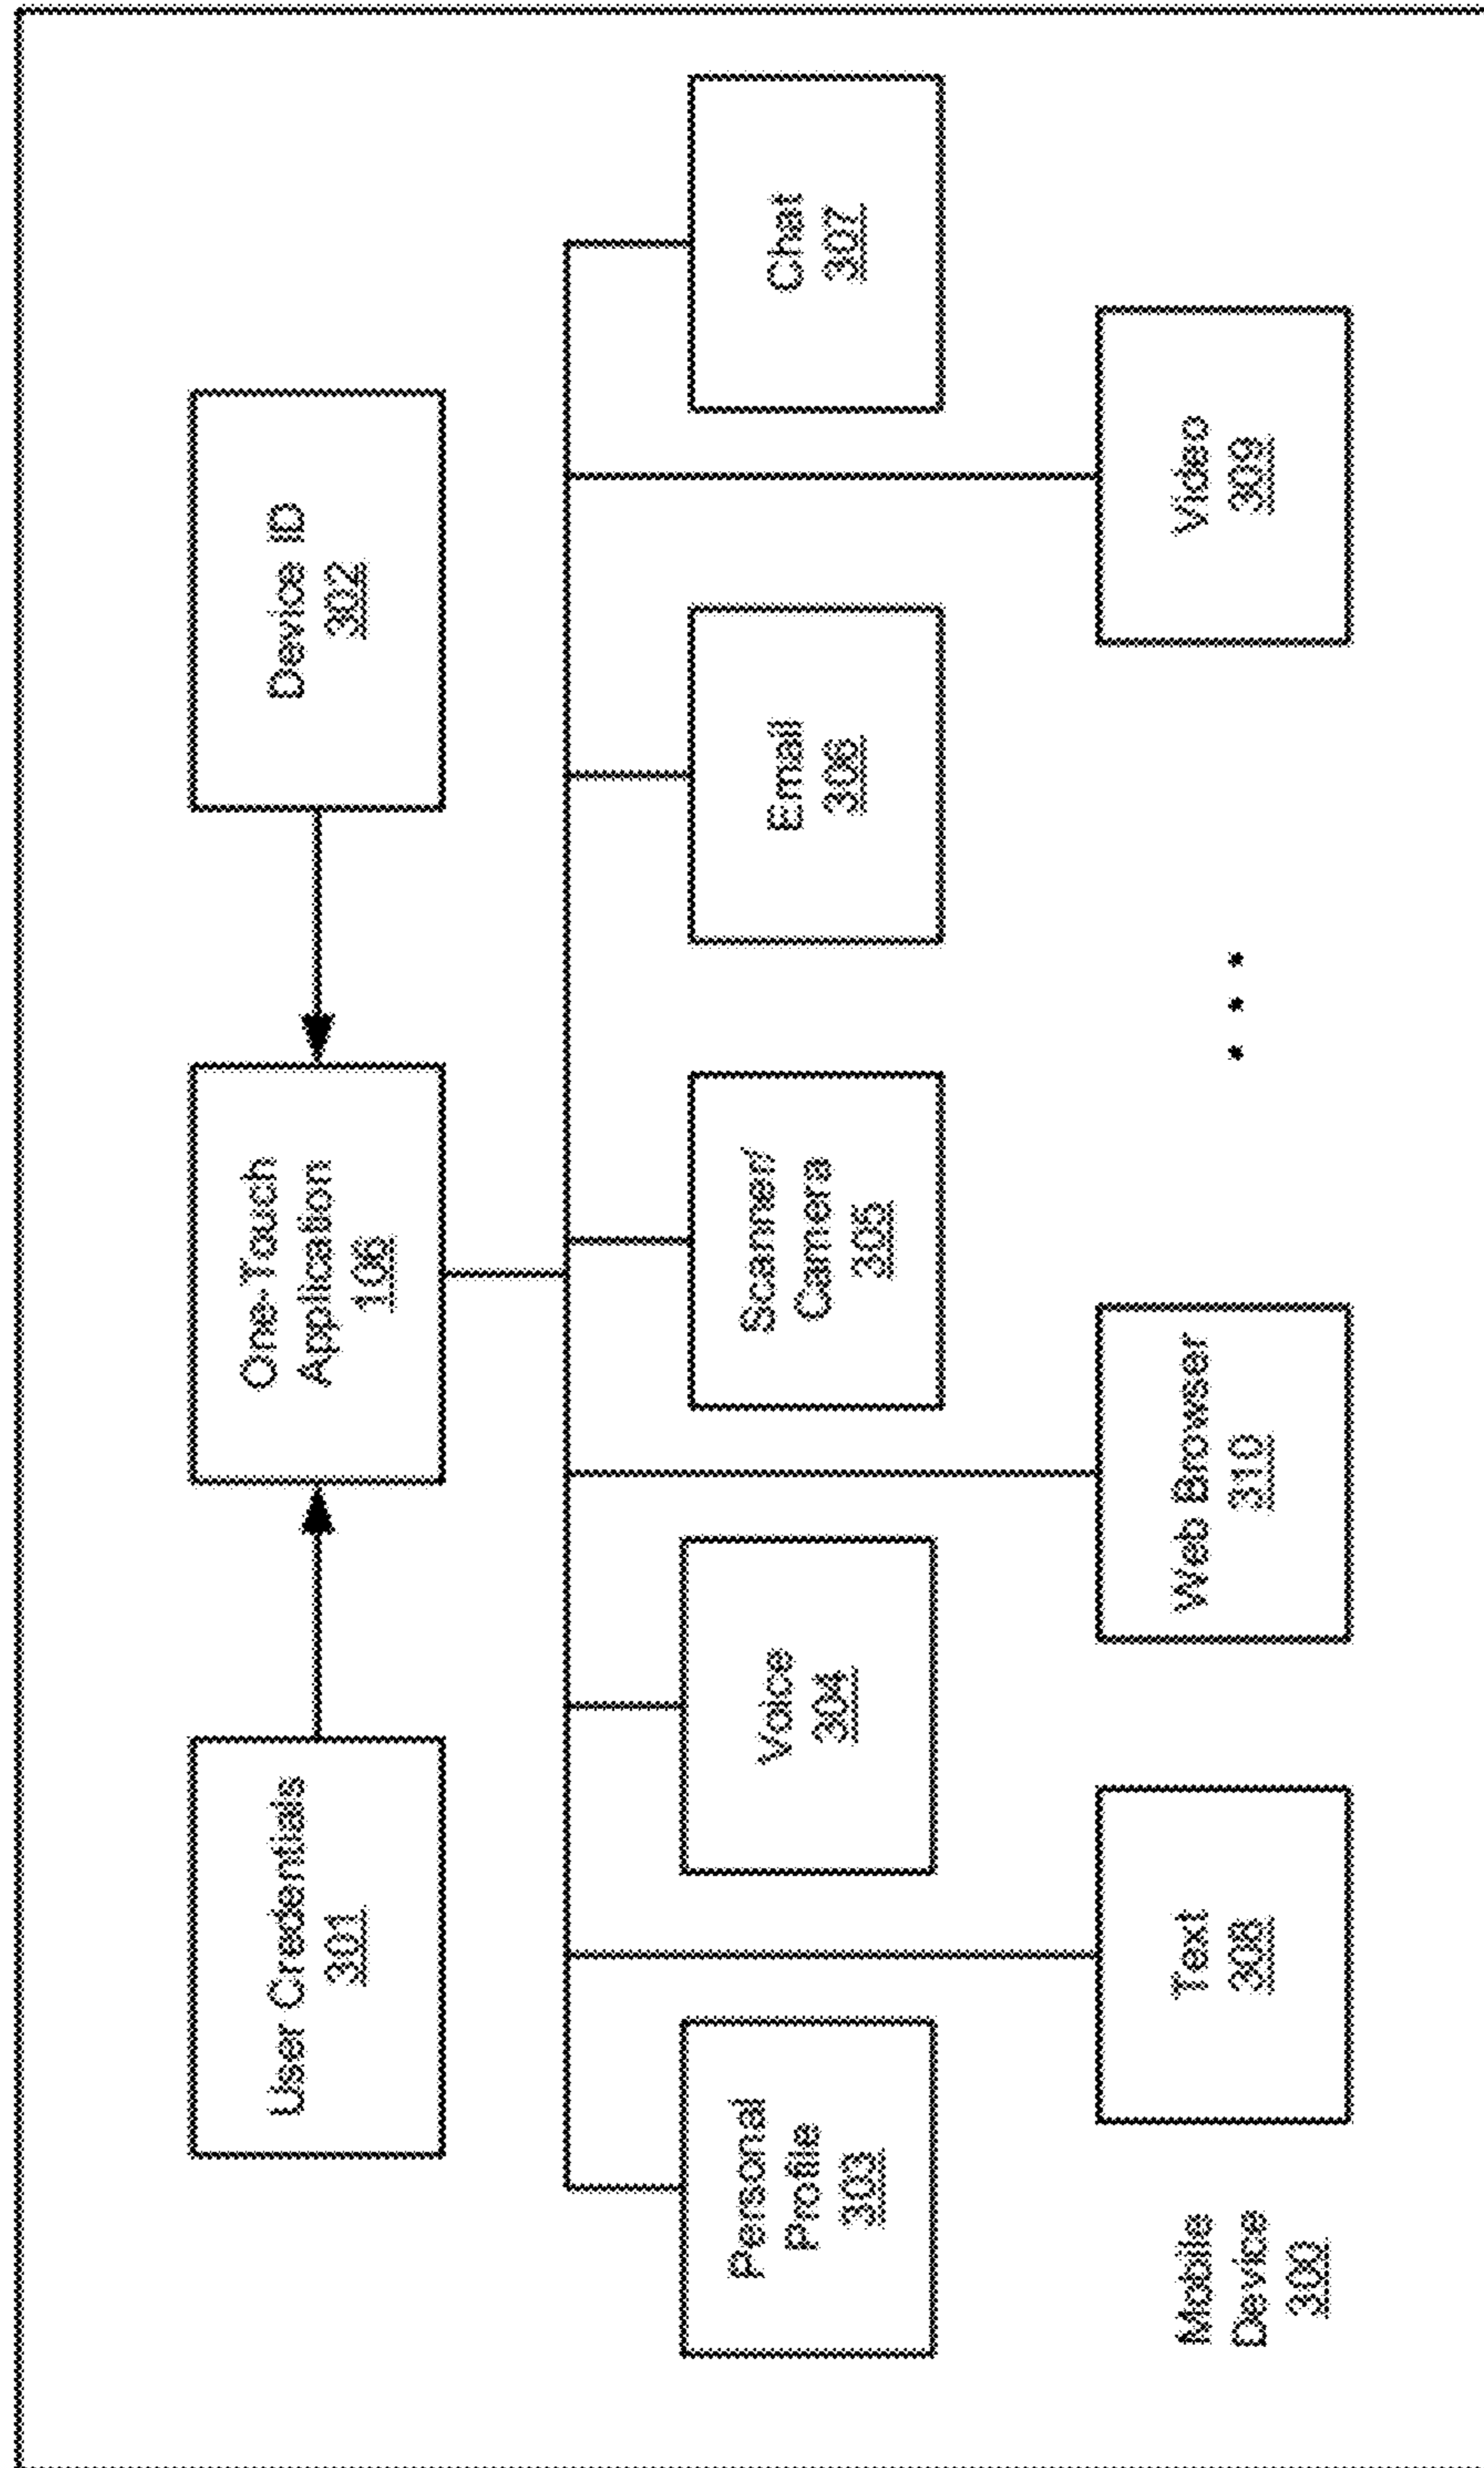 User Credentials
301
One-Touch
Application
106
Device ID
302
Personal
Profile
303
Voice
304
Scanner/
Camera
305
Email
306
Chat
307
Mobile
Device
300
Text
308
Web Browser
310
Video
309